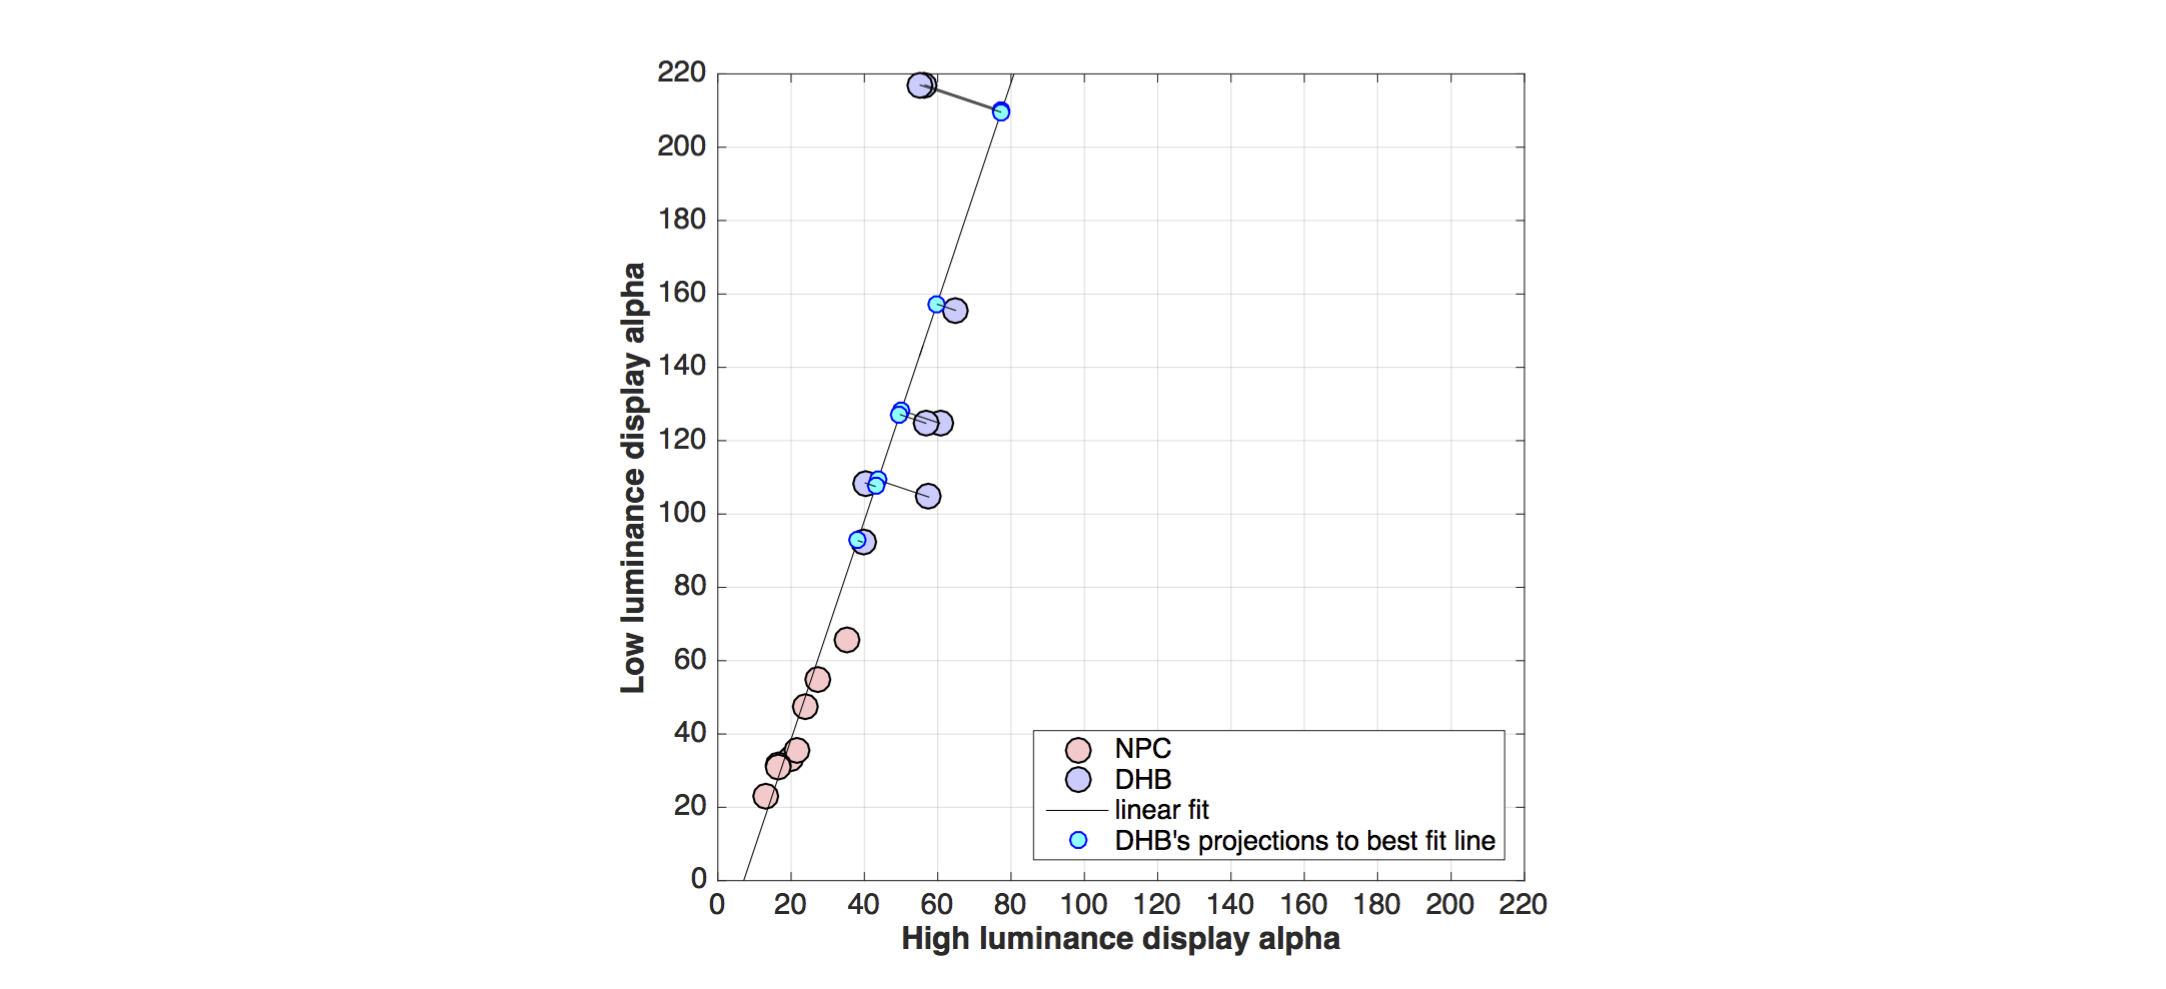 220
200
180
160
140
120
100
80
60
40
20
0
0 20 40 60 80 100 120 140 160 180 200 220
Low luminance display alpha
High luminance display alpha
NPC
DHB
linear fit
DHB's projections to best fit line